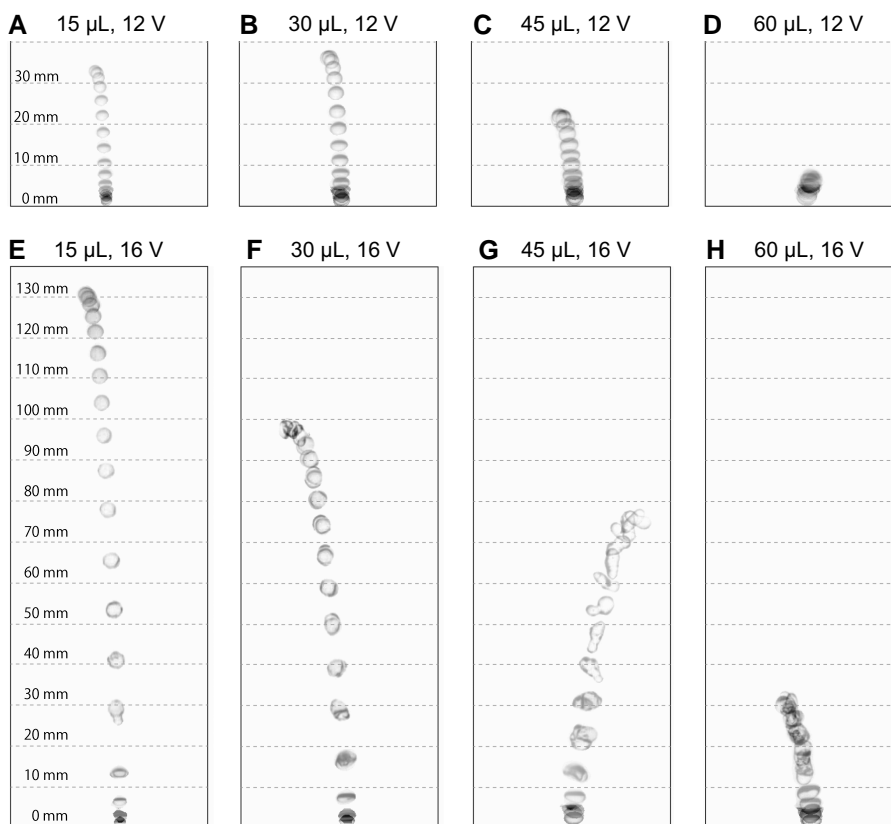 A 15 µL, 12 V
B 30 µL, 12 V
C 45 µL, 12 V
D 60 µL, 12 V
30 mm
20 mm
10 mm
0 mm
E 15 µL, 16 V
F 30 µL, 16 V
G 45 µL, 16 V
H 60 µL, 16 V
130 mm
120 mm
110 mm
100 mm
90 mm
80 mm
70 mm
60 mm
50 mm
40 mm
30 mm
20 mm
10 mm
0 mm